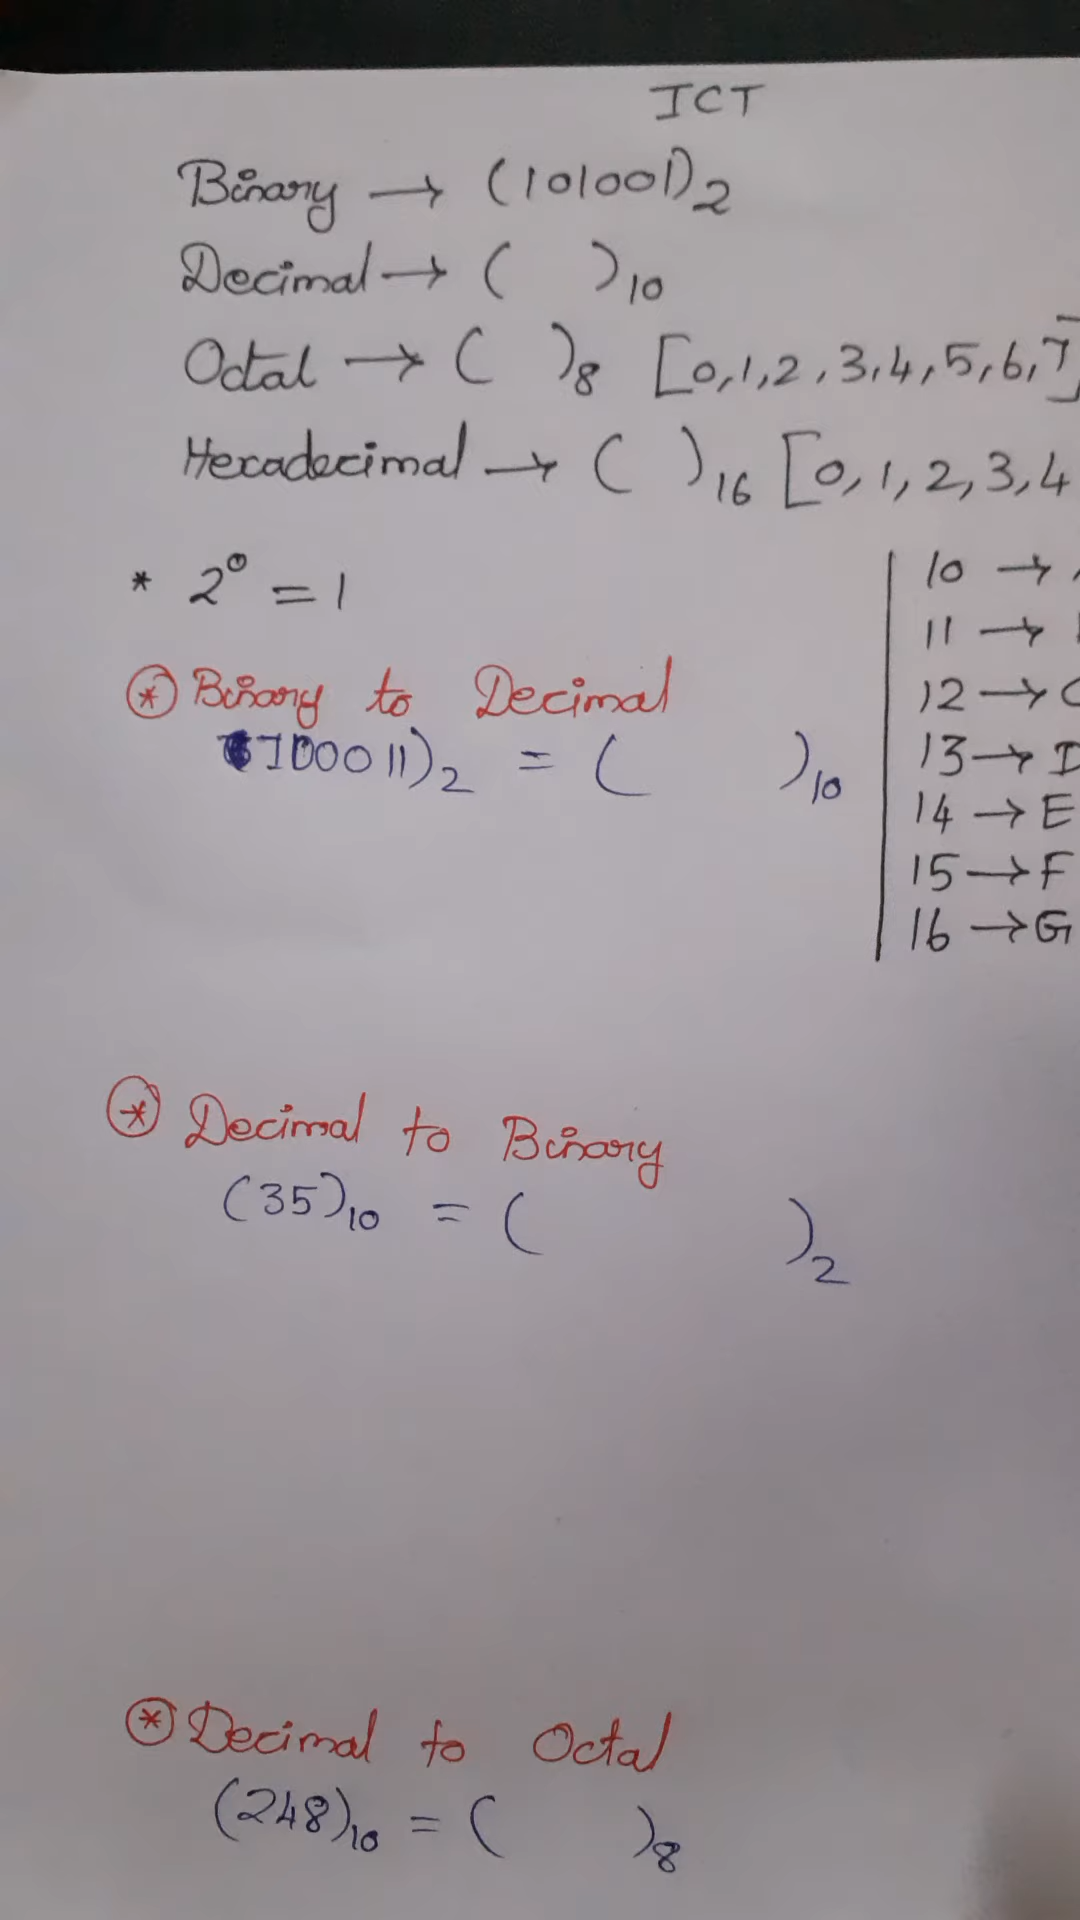 ICT
Binary → (101001)2
Decimal → ( )10
Octal → ( )8 [0,1,2,3,4,5,6,7]
Hexadecimal → ( )16 [0,1,2,3,4
* 2⁰ = 1
10 →
11 →
12 → C
13 → D
14 → E
15 → F
16 → G
* Binary to Decimal
100011)2 = ( )10
* Decimal to Binary
(35)10 = ( )2
* Decimal to Octal
(248)10 = ( )8